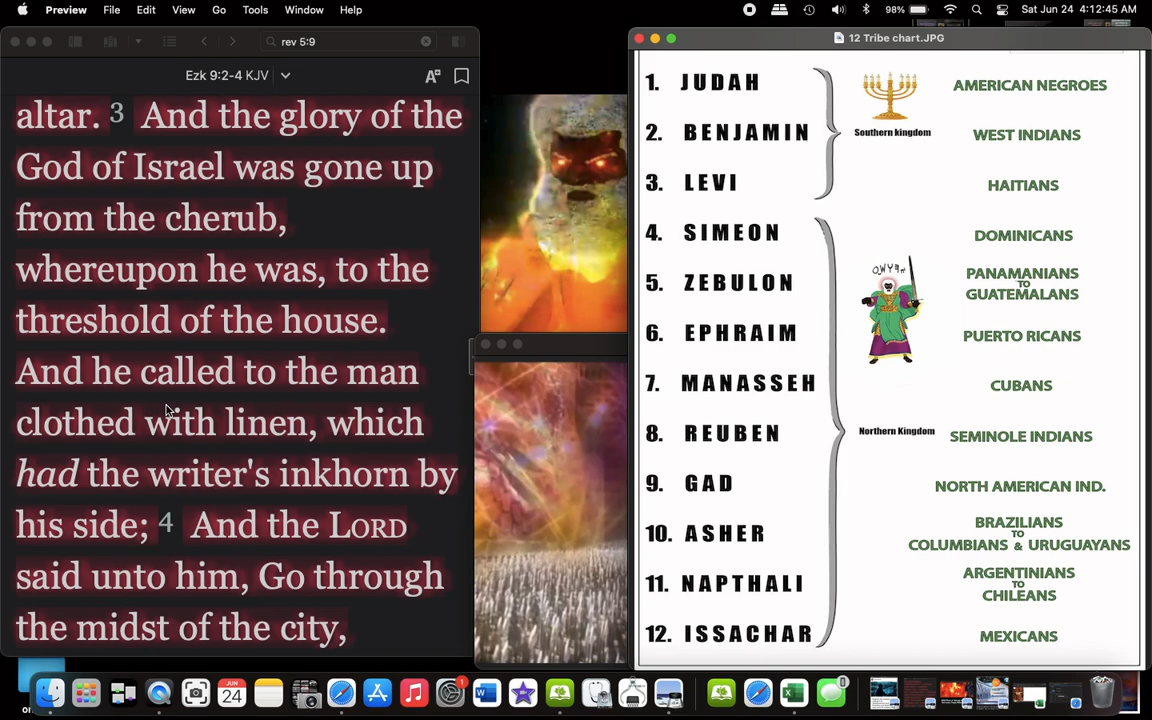 Preview File Edit View Go Tools Window Help
98% Sat Jun 24 4:12:45 AM
rev 5:9
Ezk 9:2-4 KJV
altar. 3 And the glory of the
God of Israel was gone up
from the cherub,
whereupon he was, to the
threshold of the house.
And he called to the man
clothed with linen, which
had the writer's inkhorn by
his side; 4 And the LORD
said unto him, Go through
the midst of the city,
12 Tribe chart.JPG
1. JUDAH AMERICAN NEGROES
Southern kingdom
2. BENJAMIN WEST INDIANS
3. LEVI HAITIANS
4. SIMEON DOMINICANS
5. ZEBULON PANAMANIANS
TO
GUATEMALANS
6. EPHRAIM PUERTO RICANS
7. MANASSEH CUBANS
8. REUBEN Northern Kingdom SEMINOLE INDIANS
9. GAD NORTH AMERICAN IND.
10. ASHER BRAZILIANS
TO
COLUMBIANS & URUGUAYANS
11. NAPTHALI ARGENTINIANS
TO
CHILEANS
12. ISSACHAR MEXICANS
JUN
24
1